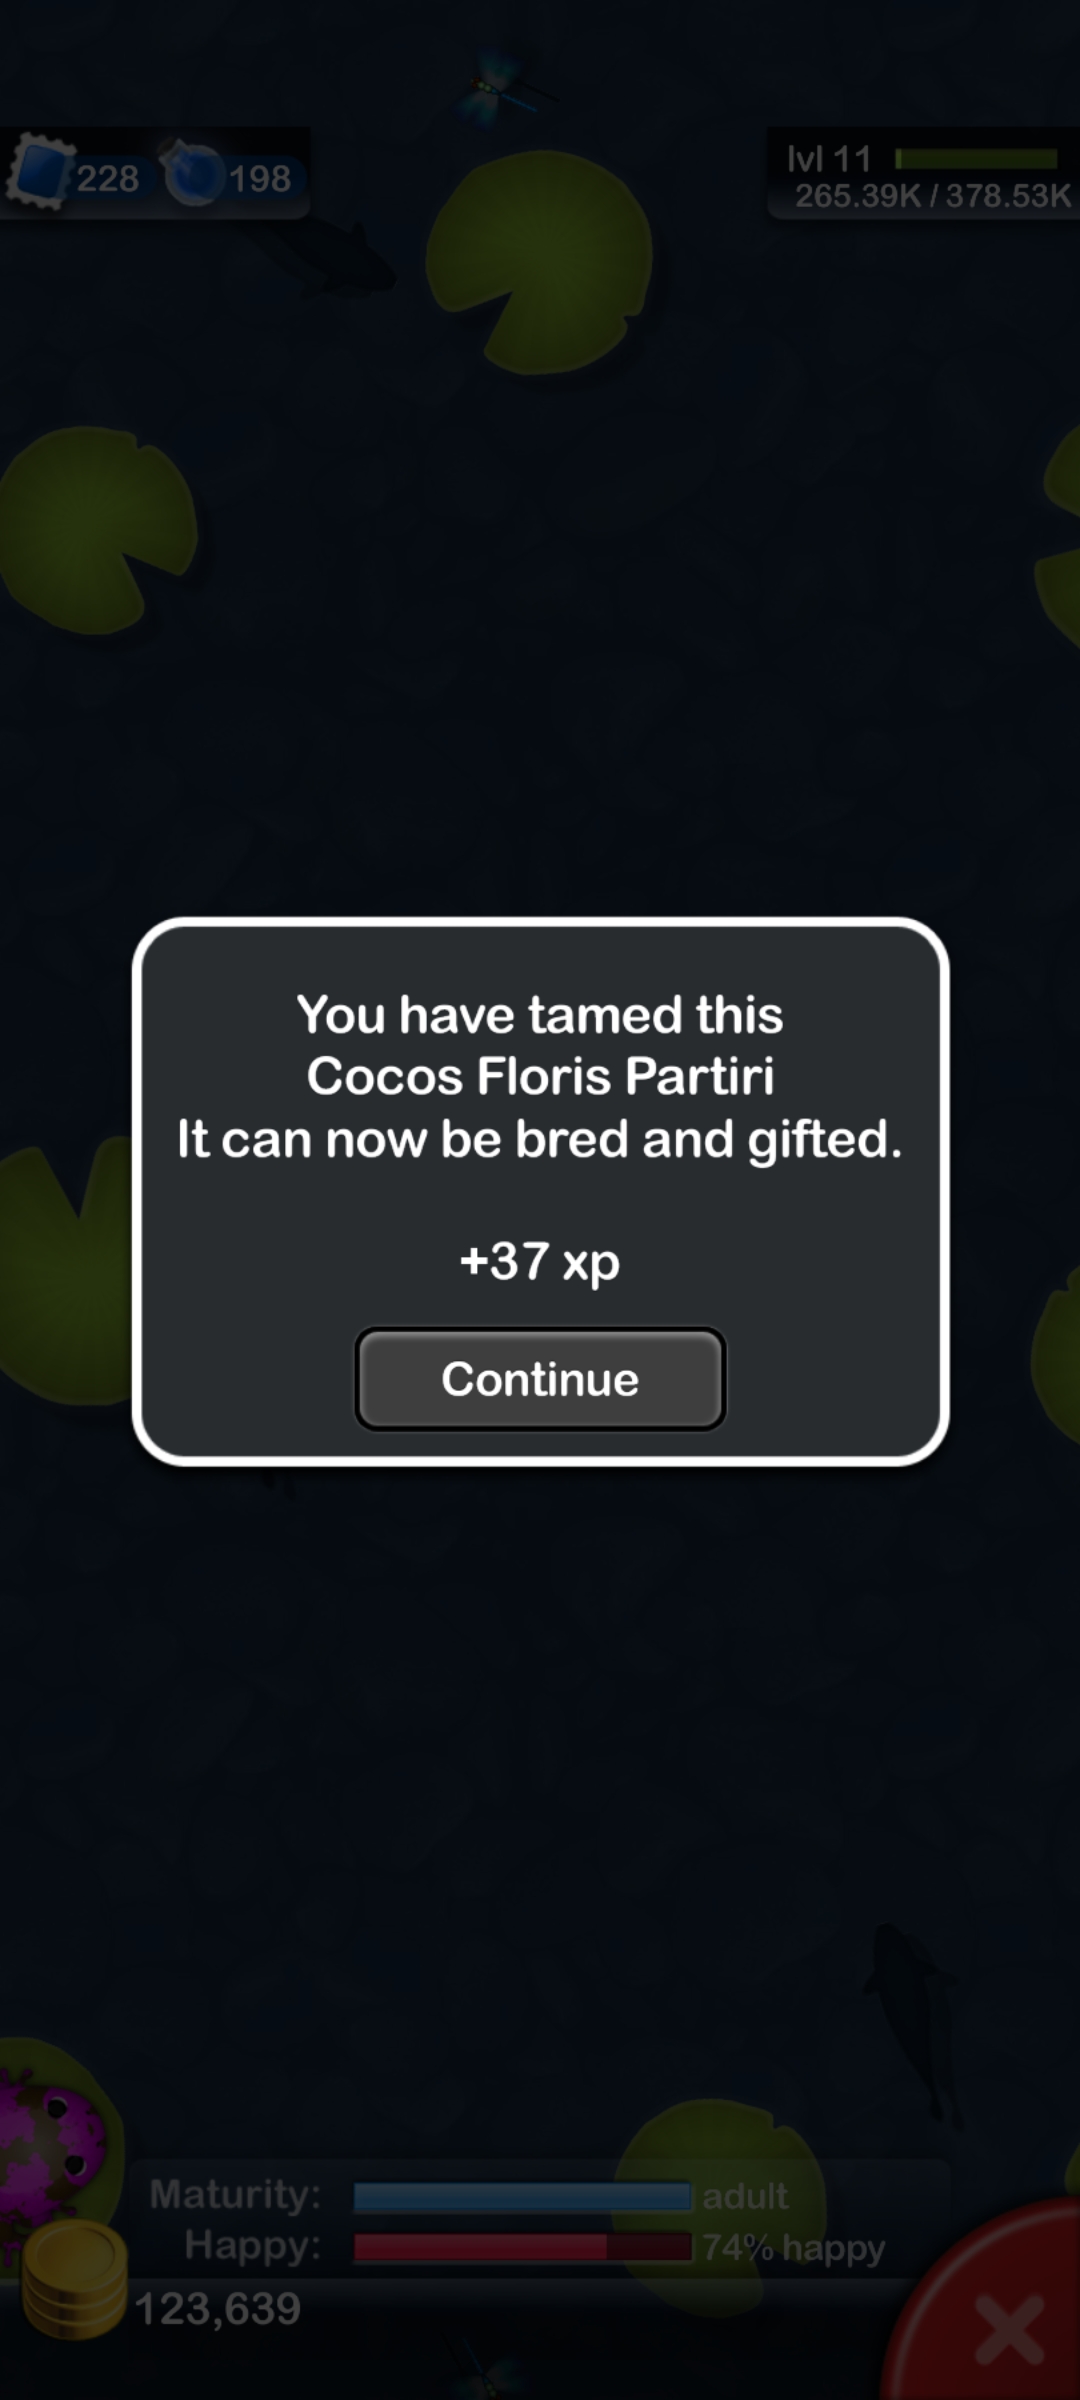 228
198
lvl 11
265.39K / 378.53K
You have tamed this
Cocos Floris Partiri
It can now be bred and gifted.
+37 xp
Continue
Maturity: adult
Happy: 74% happy
123,639